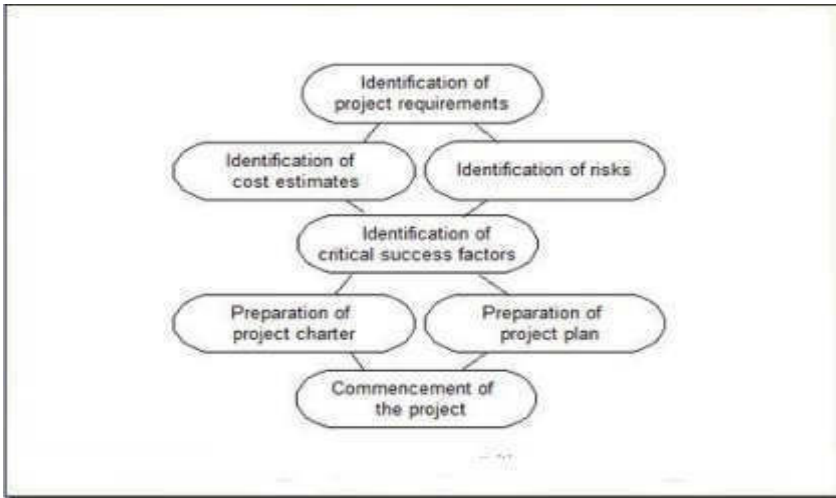 Identification of
project requirements
Identification of
cost estimates
Identification of risks
Identification of
critical success factors
Preparation of
project charter
Preparation of
project plan
Commencement of
the project